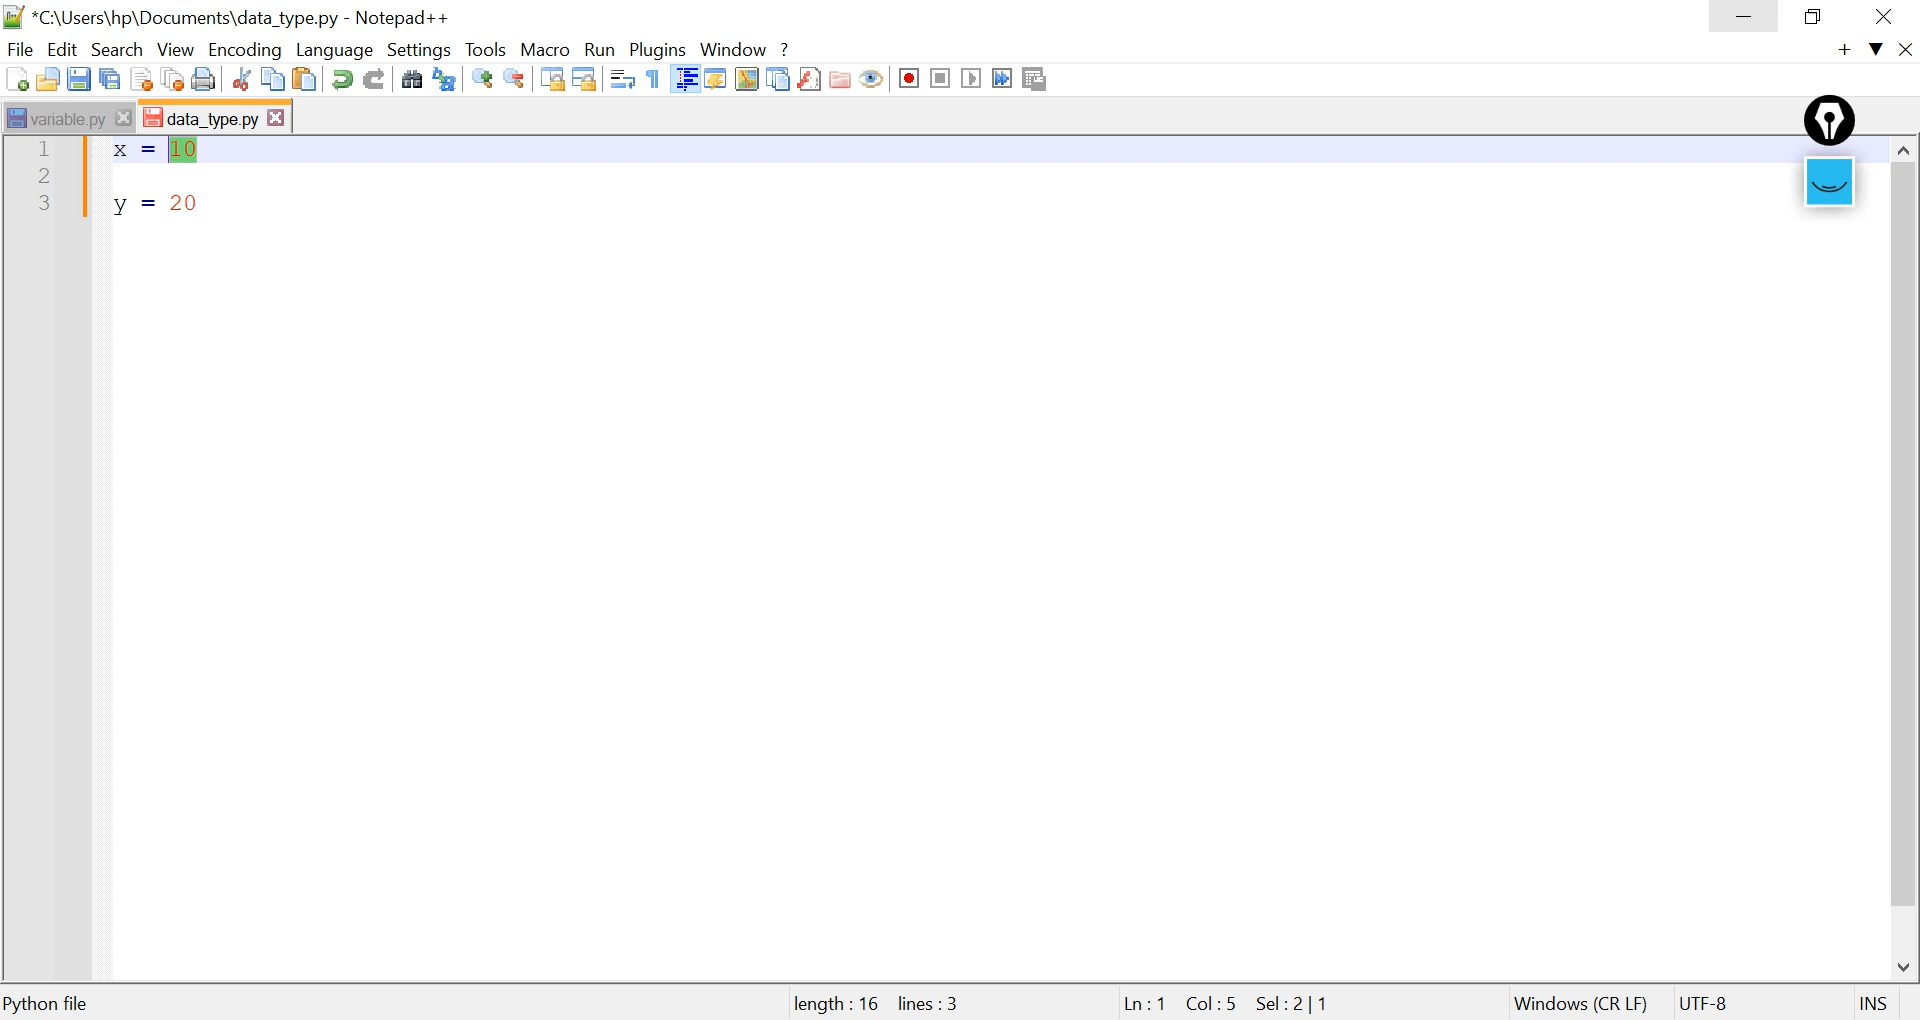 *C:\Users\hp\Documents\data_type.py - Notepad++
File Edit Search View Encoding Language Settings Tools Macro Run Plugins Window ?
variable.py data_type.py
1 x = 10
2
3 y = 20
Python file length : 16 lines : 3 Ln : 1 Col : 5 Sel : 2 | 1 Windows (CR LF) UTF-8 INS